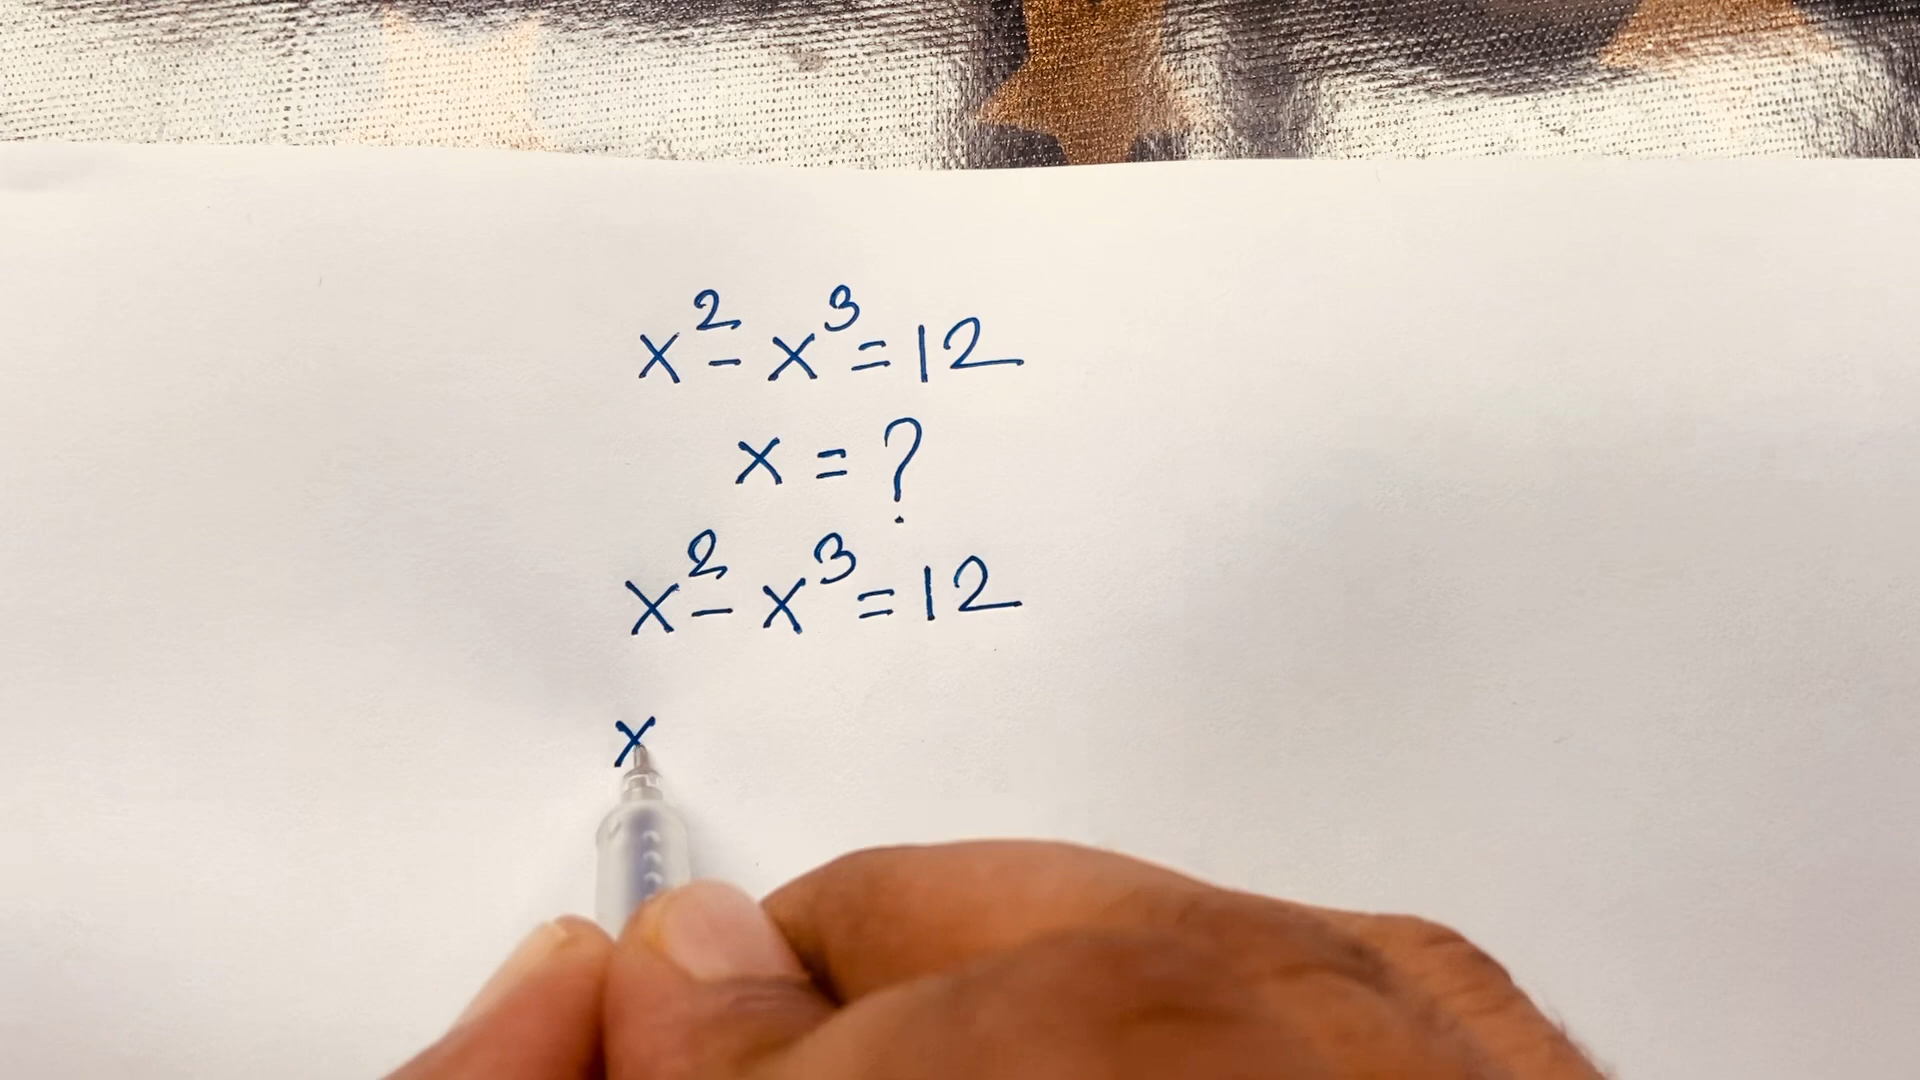 x² - x³ = 12
x = ?
x² - x³ = 12
x